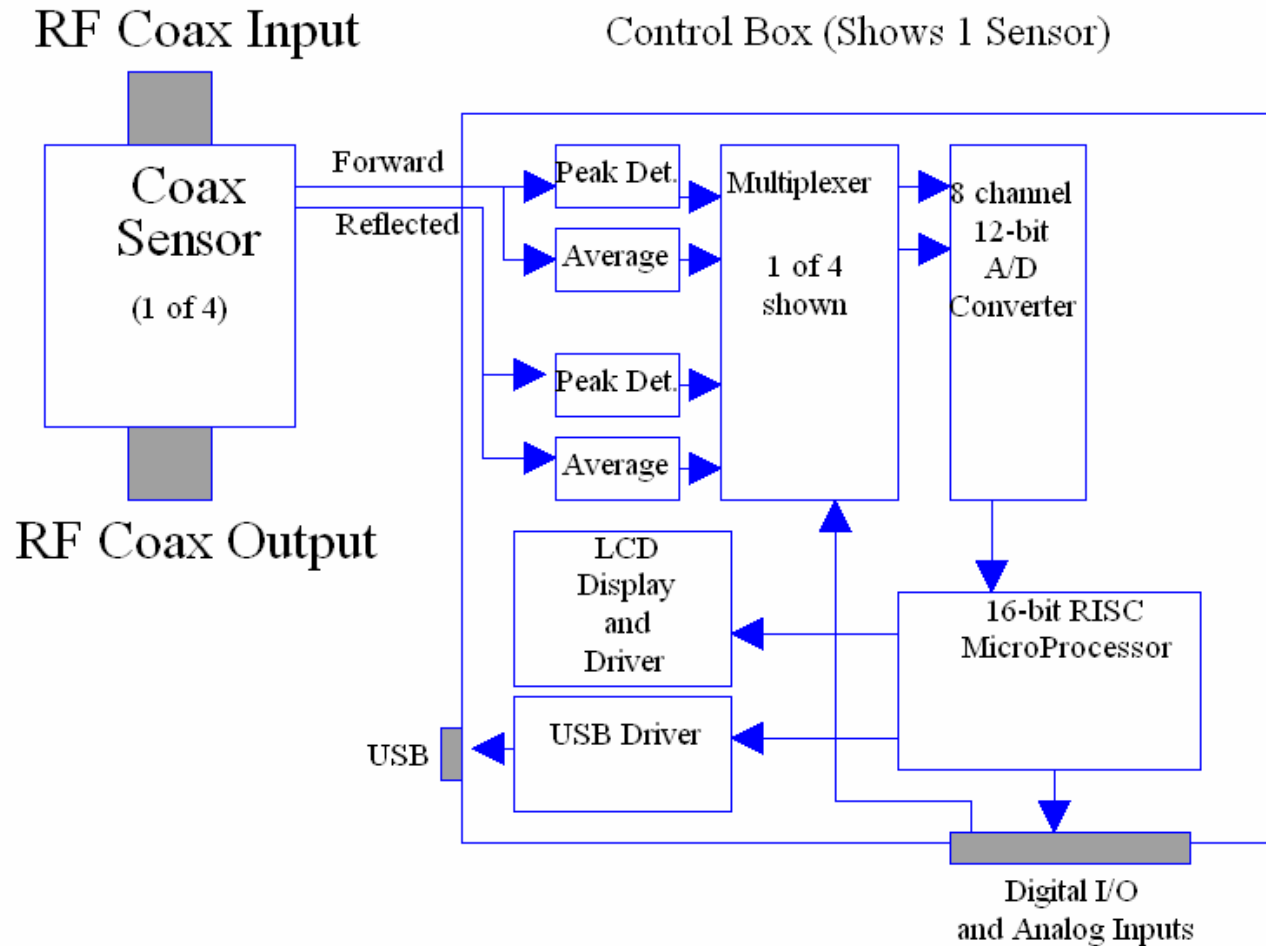 RF Coax Input
Control Box (Shows 1 Sensor)
Coax
Sensor
(1 of 4)
Forward
Reflected
Peak Det.
Average
Peak Det.
Average
Multiplexer
1 of 4
shown
8 channel
12-bit
A/D
Converter
RF Coax Output
LCD
Display
and
Driver
16-bit RISC
MicroProcessor
USB
USB Driver
Digital I/O
and Analog Inputs